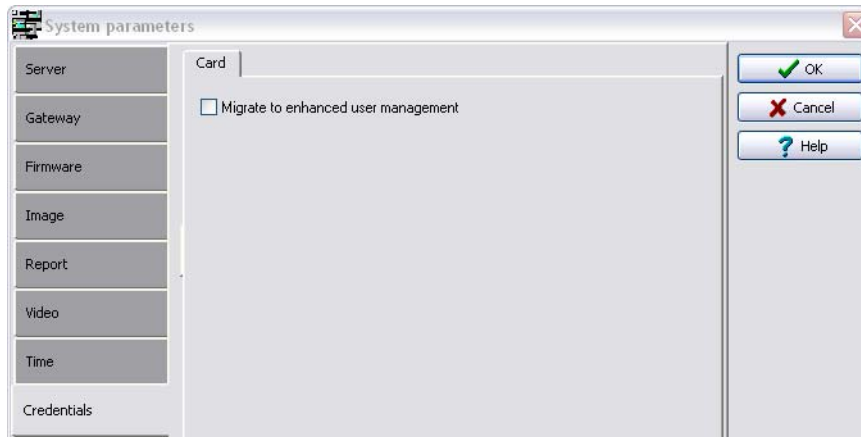 System parameters
Server
Gateway
Firmware
Image
Report
Video
Time
Credentials
Card
Migrate to enhanced user management
OK
Cancel
Help